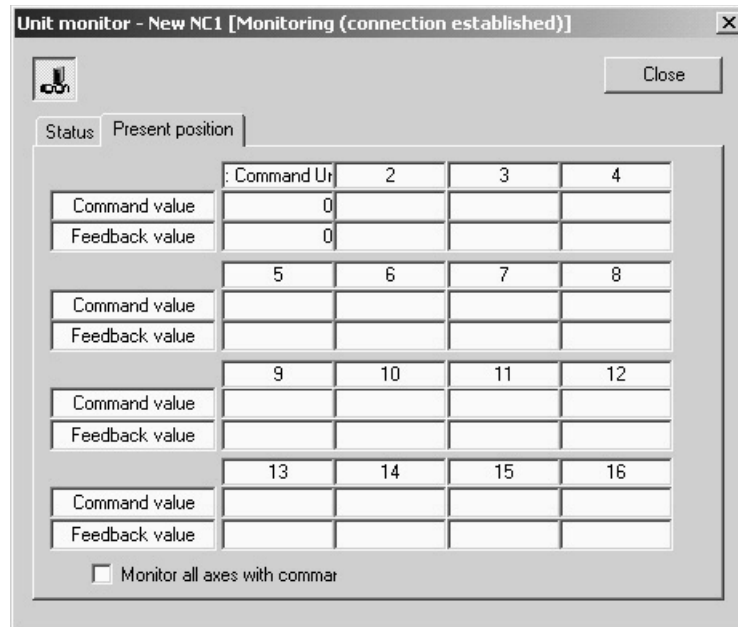 Unit monitor - New NC1 [Monitoring (connection established)]
Close
Status Present position
: Command Ur 2 3 4
Command value 0
Feedback value 0
5 6 7 8
Command value
Feedback value
9 10 11 12
Command value
Feedback value
13 14 15 16
Command value
Feedback value
Monitor all axes with commar